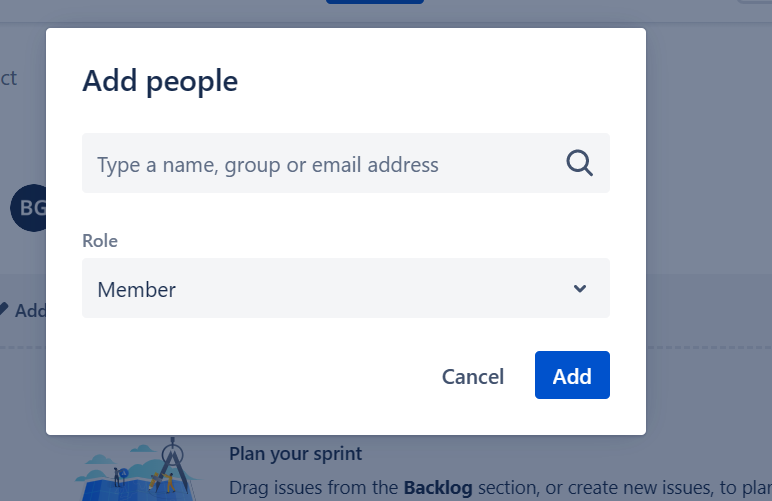 ct
Add people
Type a name, group or email address
BG
Role
Member
Add
Cancel
Add
Plan your sprint
Drag issues from the Backlog section, or create new issues, to plan